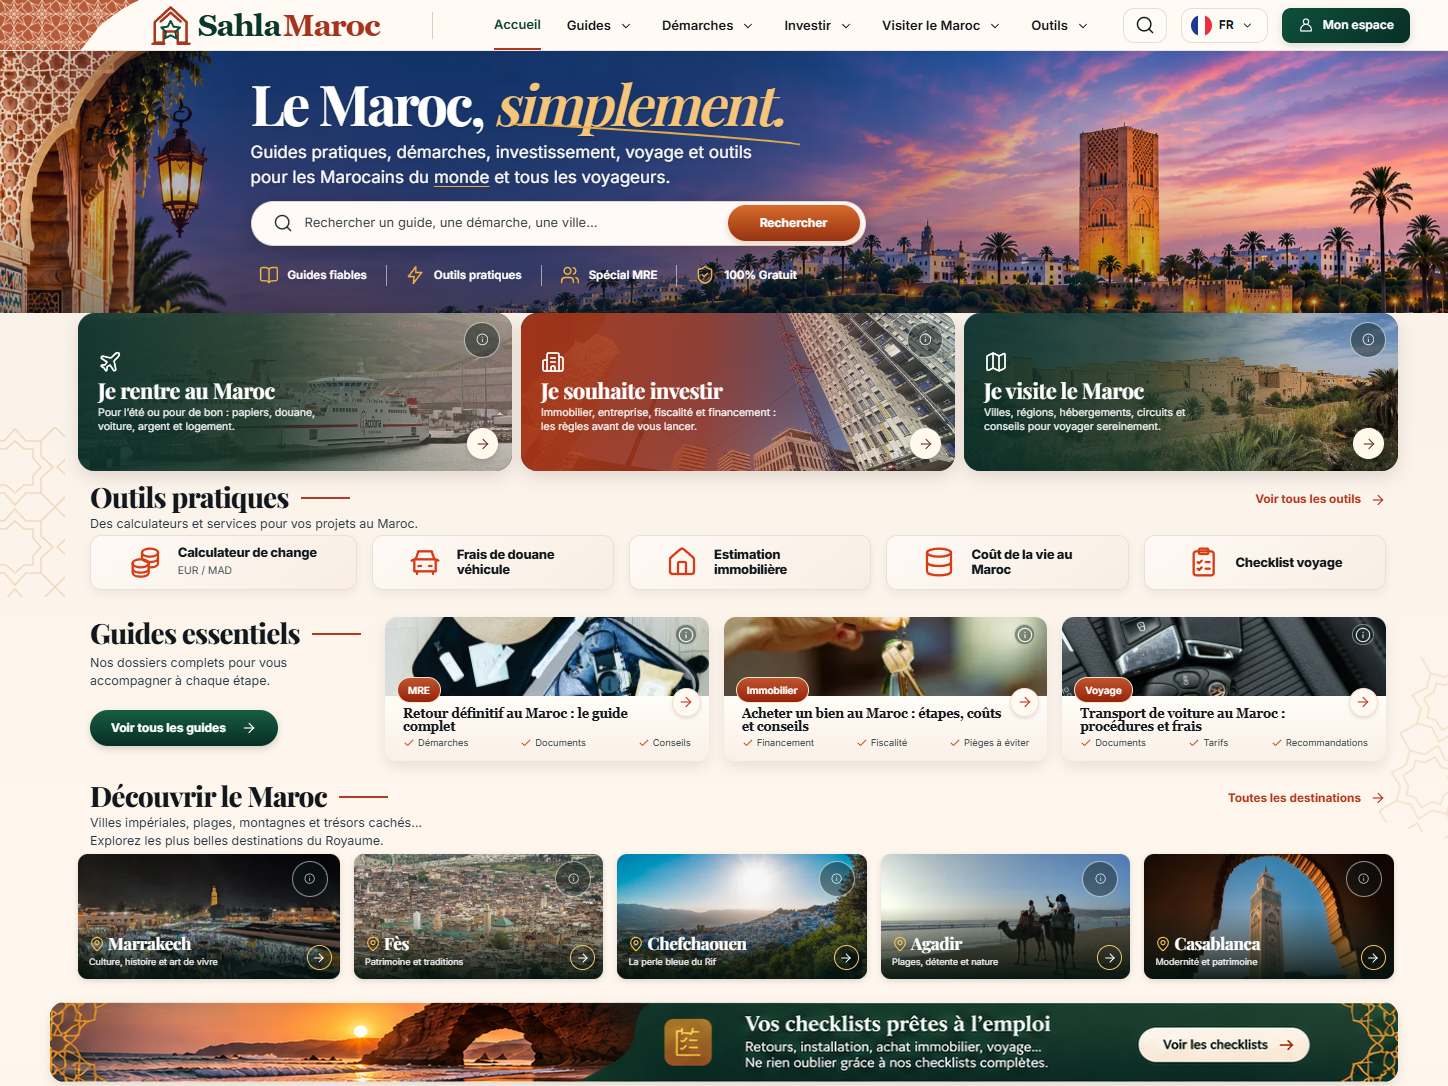 SahlaMaroc
Accueil
Guides
Démarches
Investir
Visiter le Maroc
Outils
FR
Mon espace
Le Maroc, simplement.
Guides pratiques, démarches, investissement, voyage et outils
pour les Marocains du monde et tous les voyageurs.
Rechercher un guide, une démarche, une ville...
Rechercher
Guides fiables
Outils pratiques
Spécial MRE
100% Gratuit
Je rentre au Maroc
Pour l'été ou pour de bon : papiers, douane,
voiture, argent et logement.
Je souhaite investir
Immobilier, entreprise, fiscalité et financement :
les règles avant de vous lancer.
Je visite le Maroc
Villes, régions, hébergements, circuits et
conseils pour voyager sereinement.
Outils pratiques
Voir tous les outils
Des calculateurs et services pour vos projets au Maroc.
Calculateur de change
EUR / MAD
Frais de douane
véhicule
Estimation
immobilière
Coût de la vie au
Maroc
Checklist voyage
Guides essentiels
Nos dossiers complets pour vous
accompagner à chaque étape.
Voir tous les guides
MRE
Retour définitif au Maroc : le guide
complet
Démarches
Documents
Conseils
Immobilier
Acheter un bien au Maroc : étapes, coûts
et conseils
Financement
Fiscalité
Pièges à éviter
Voyage
Transport de voiture au Maroc :
procédures et frais
Documents
Tarifs
Recommandations
Découvrir le Maroc
Toutes les destinations
Villes impériales, plages, montagnes et trésors cachés...
Explorez les plus belles destinations du Royaume.
Marrakech
Culture, histoire et art de vivre
Fès
Patrimoine et traditions
Chefchaouen
La perle bleue du Rif
Agadir
Plages, détente et nature
Casablanca
Modernité et patrimoine
Vos checklists prêtes à l'emploi
Retours, installation, achat immobilier, voyage...
Ne rien oublier grâce à nos checklists complètes.
Voir les checklists